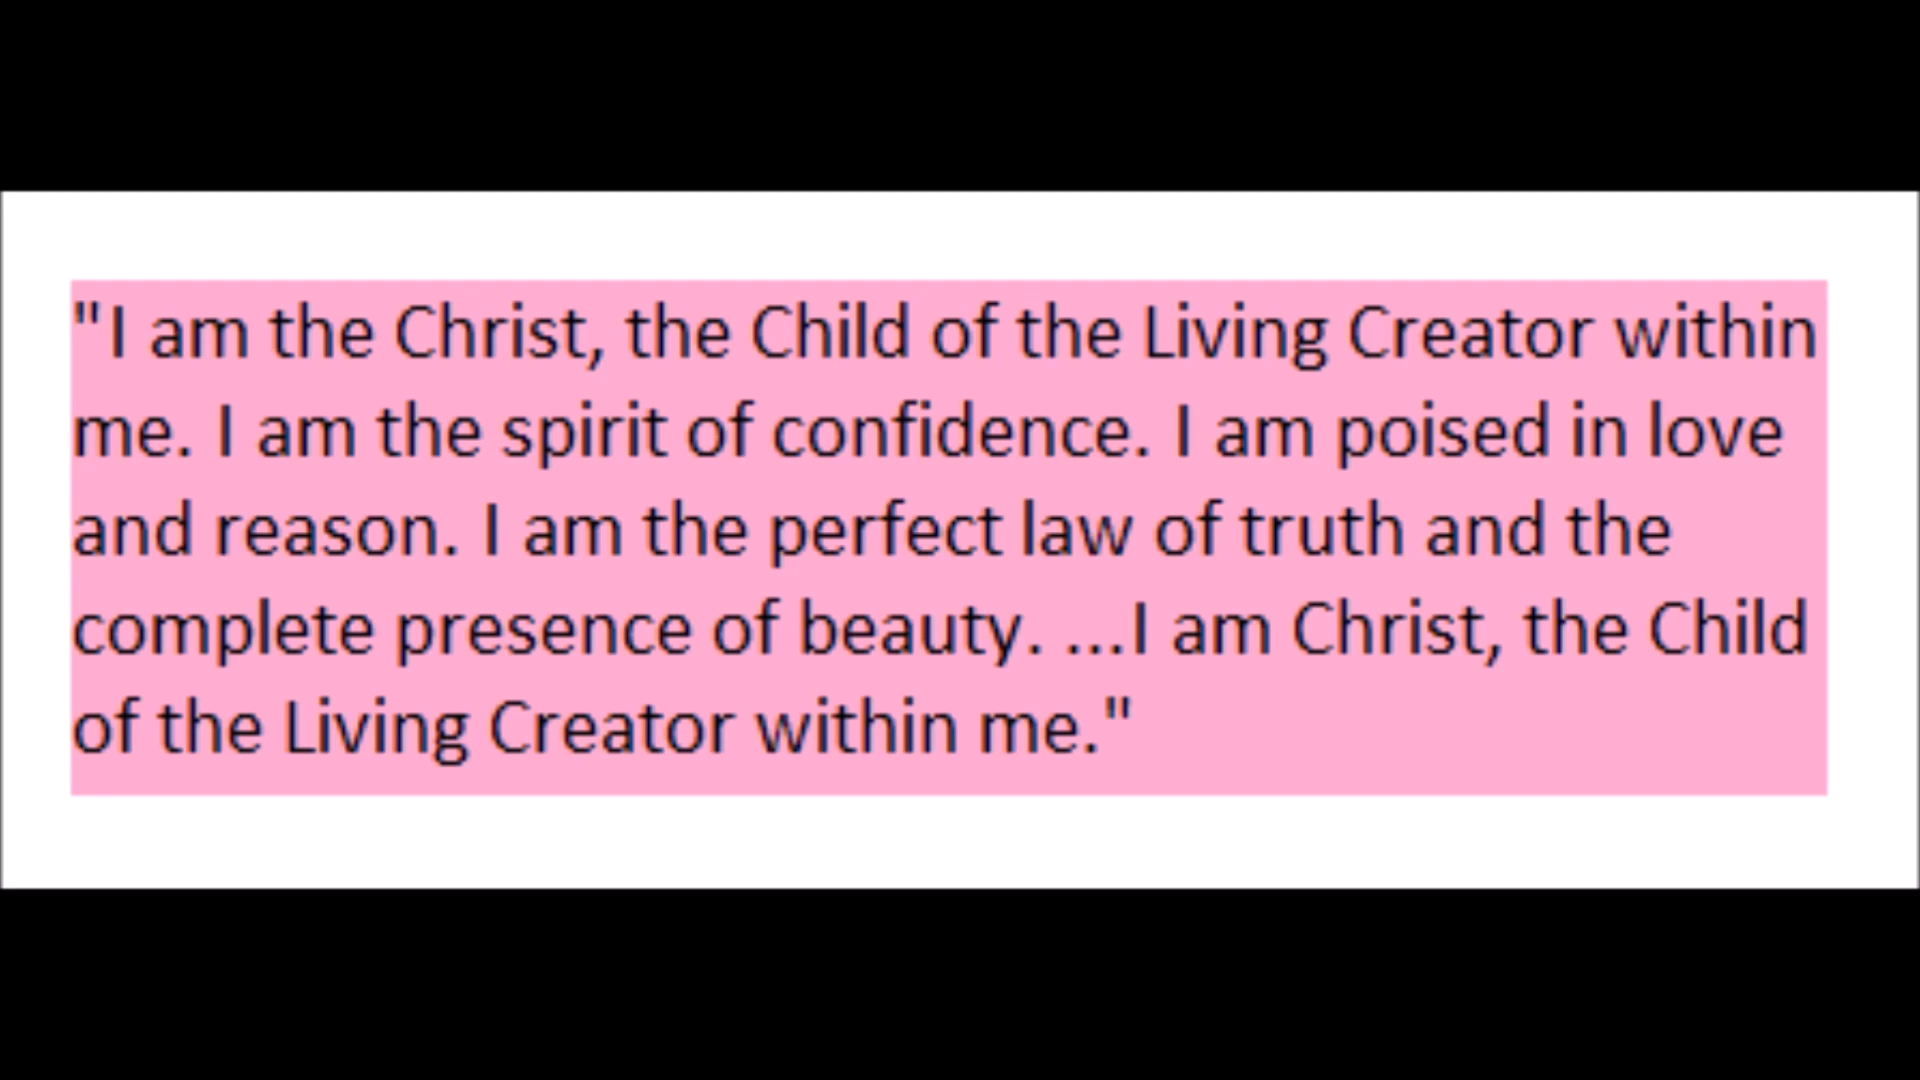 "I am the Christ, the Child of the Living Creator within
me. I am the spirit of confidence. I am poised in love
and reason. I am the perfect law of truth and the
complete presence of beauty. ...I am Christ, the Child
of the Living Creator within me."